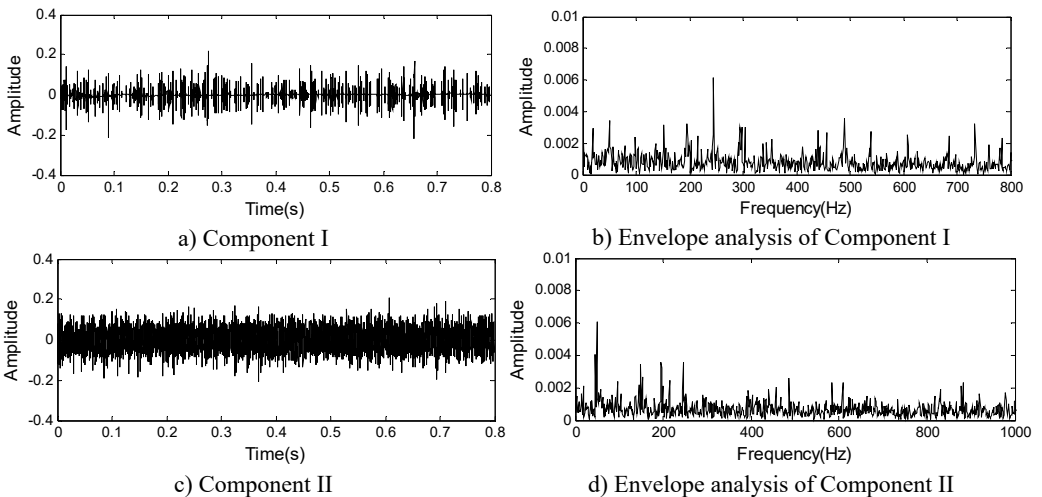 0.4
0.2
0
-0.2
-0.4
Amplitude
0 0.1 0.2 0.3 0.4 0.5 0.6 0.7 0.8
Time(s)
a) Component I
0.01
0.008
0.006
0.004
0.002
0
Amplitude
0 100 200 300 400 500 600 700 800
Frequency(Hz)
b) Envelope analysis of Component I
0.4
0.2
0
-0.2
-0.4
Amplitude
0 0.1 0.2 0.3 0.4 0.5 0.6 0.7 0.8
Time(s)
c) Component II
0.01
0.008
0.006
0.004
0.002
0
Amplitude
0 200 400 600 800 1000
Frequency(Hz)
d) Envelope analysis of Component II